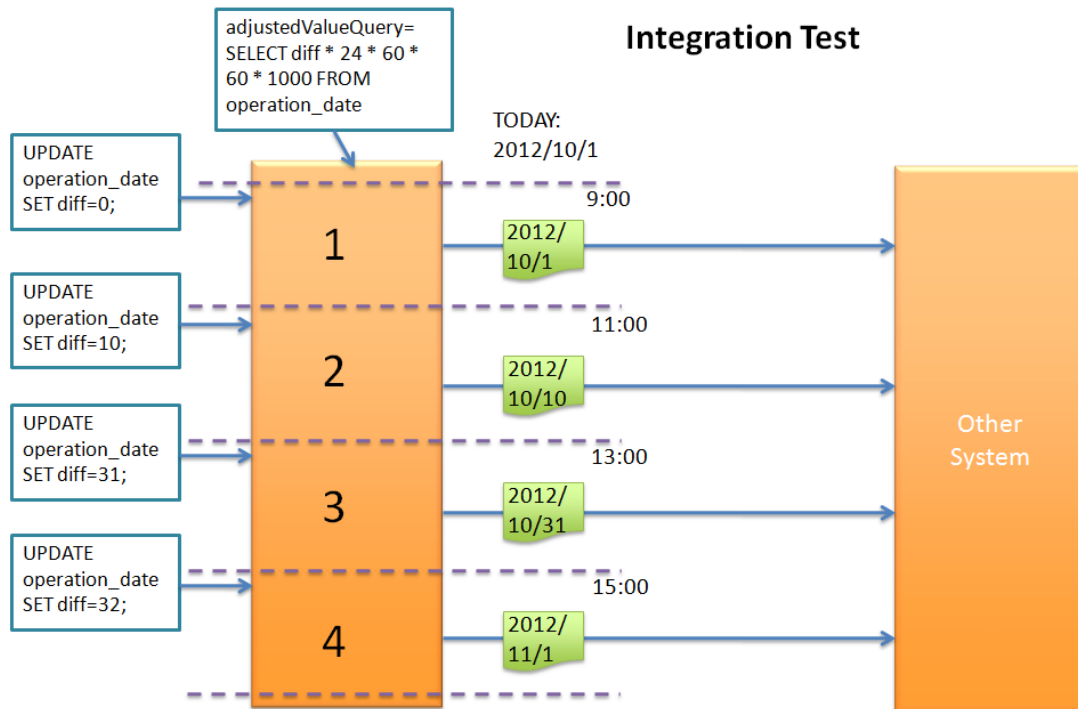 adjustedValueQuery=
SELECT diff * 24 * 60 *
60 * 1000 FROM
operation_date
Integration Test
TODAY:
2012/10/1
UPDATE
operation_date
SET diff=0;
9:00
1
2012/
10/1
UPDATE
operation_date
SET diff=10;
11:00
2
2012/
10/10
UPDATE
operation_date
SET diff=31;
13:00
3
2012/
10/31
UPDATE
operation_date
SET diff=32;
15:00
4
2012/
11/1
Other
System